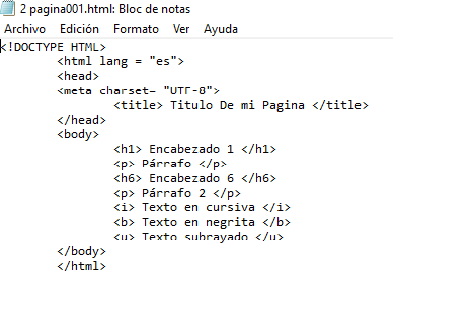 2 pagina001.html: Bloc de notas
Archivo Edición Formato Ver Ayuda
<!DOCTYPE HTML>
<html lang = "es">
<head>
<meta charset= "UTF-8">
<title> Titulo De mi Pagina </title>
</head>
<body>
<h1> Encabezado 1 </h1>
<p> Párrafo </p>
<h6> Encabezado 6 </h6>
<p> Párrafo 2 </p>
<i> Texto en cursiva </i>
<b> Texto en negrita </b>
<u> Texto subrayado </u>
</body>
</html>